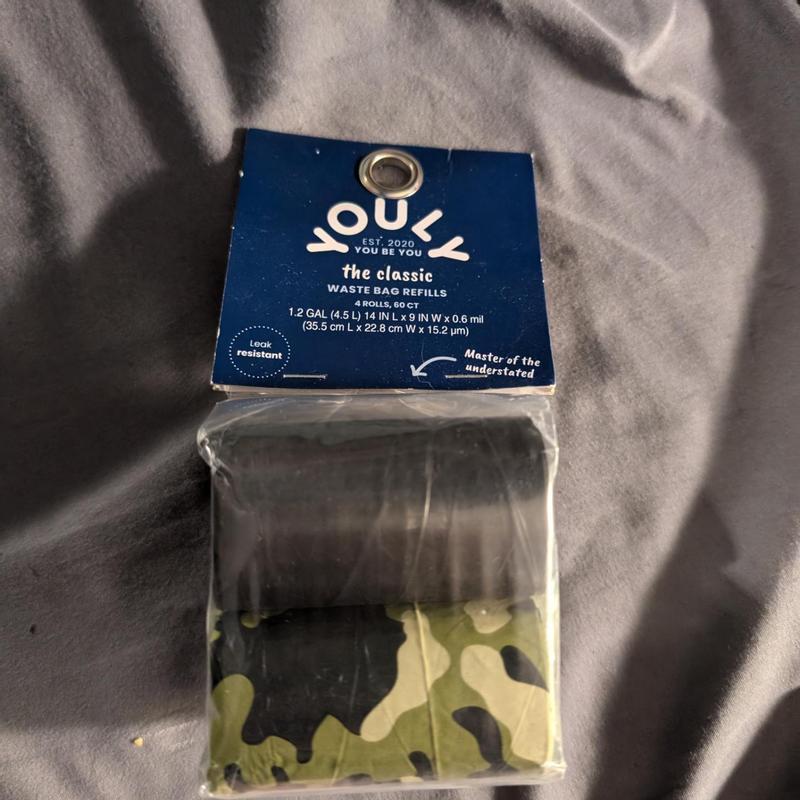 YOULY
EST. 2020
YOU BE YOU
the classic
WASTE BAG REFILLS
4 ROLLS, 60 CT
1.2 GAL (4.5 L) 14 IN L x 9 IN W x 0.6 mil
(35.5 cm L x 22.8 cm W x 15.2 µm)
Leak
resistant
Master of the
understated